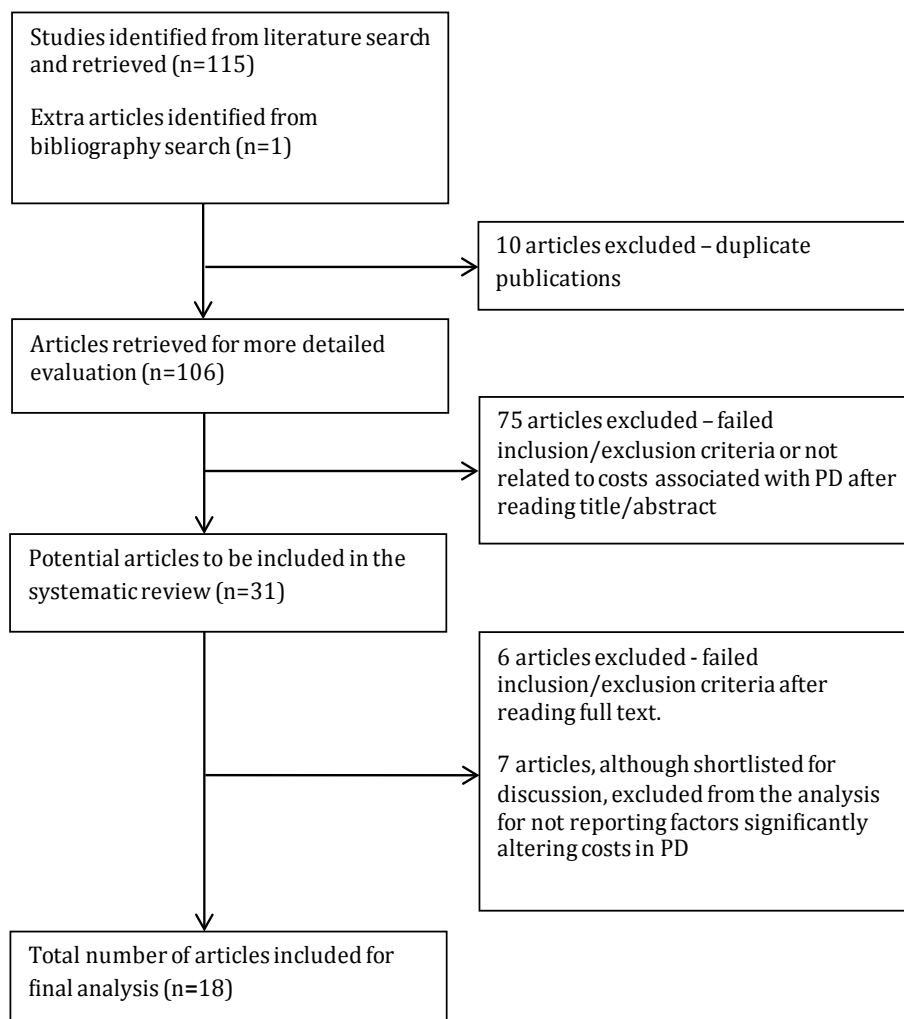 Studies identified from literature search
and retrieved (n=115)
Extra articles identified from
bibliography search (n=1)
10 articles excluded – duplicate
publications
Articles retrieved for more detailed
evaluation (n=106)
75 articles excluded – failed
inclusion/exclusion criteria or not
related to costs associated with PD after
reading title/abstract
Potential articles to be included in the
systematic review (n=31)
6 articles excluded - failed
inclusion/exclusion criteria after
reading full text.
7 articles, although shortlisted for
discussion, excluded from the analysis
for not reporting factors significantly
altering costs in PD
Total number of articles included for
final analysis (n=18)